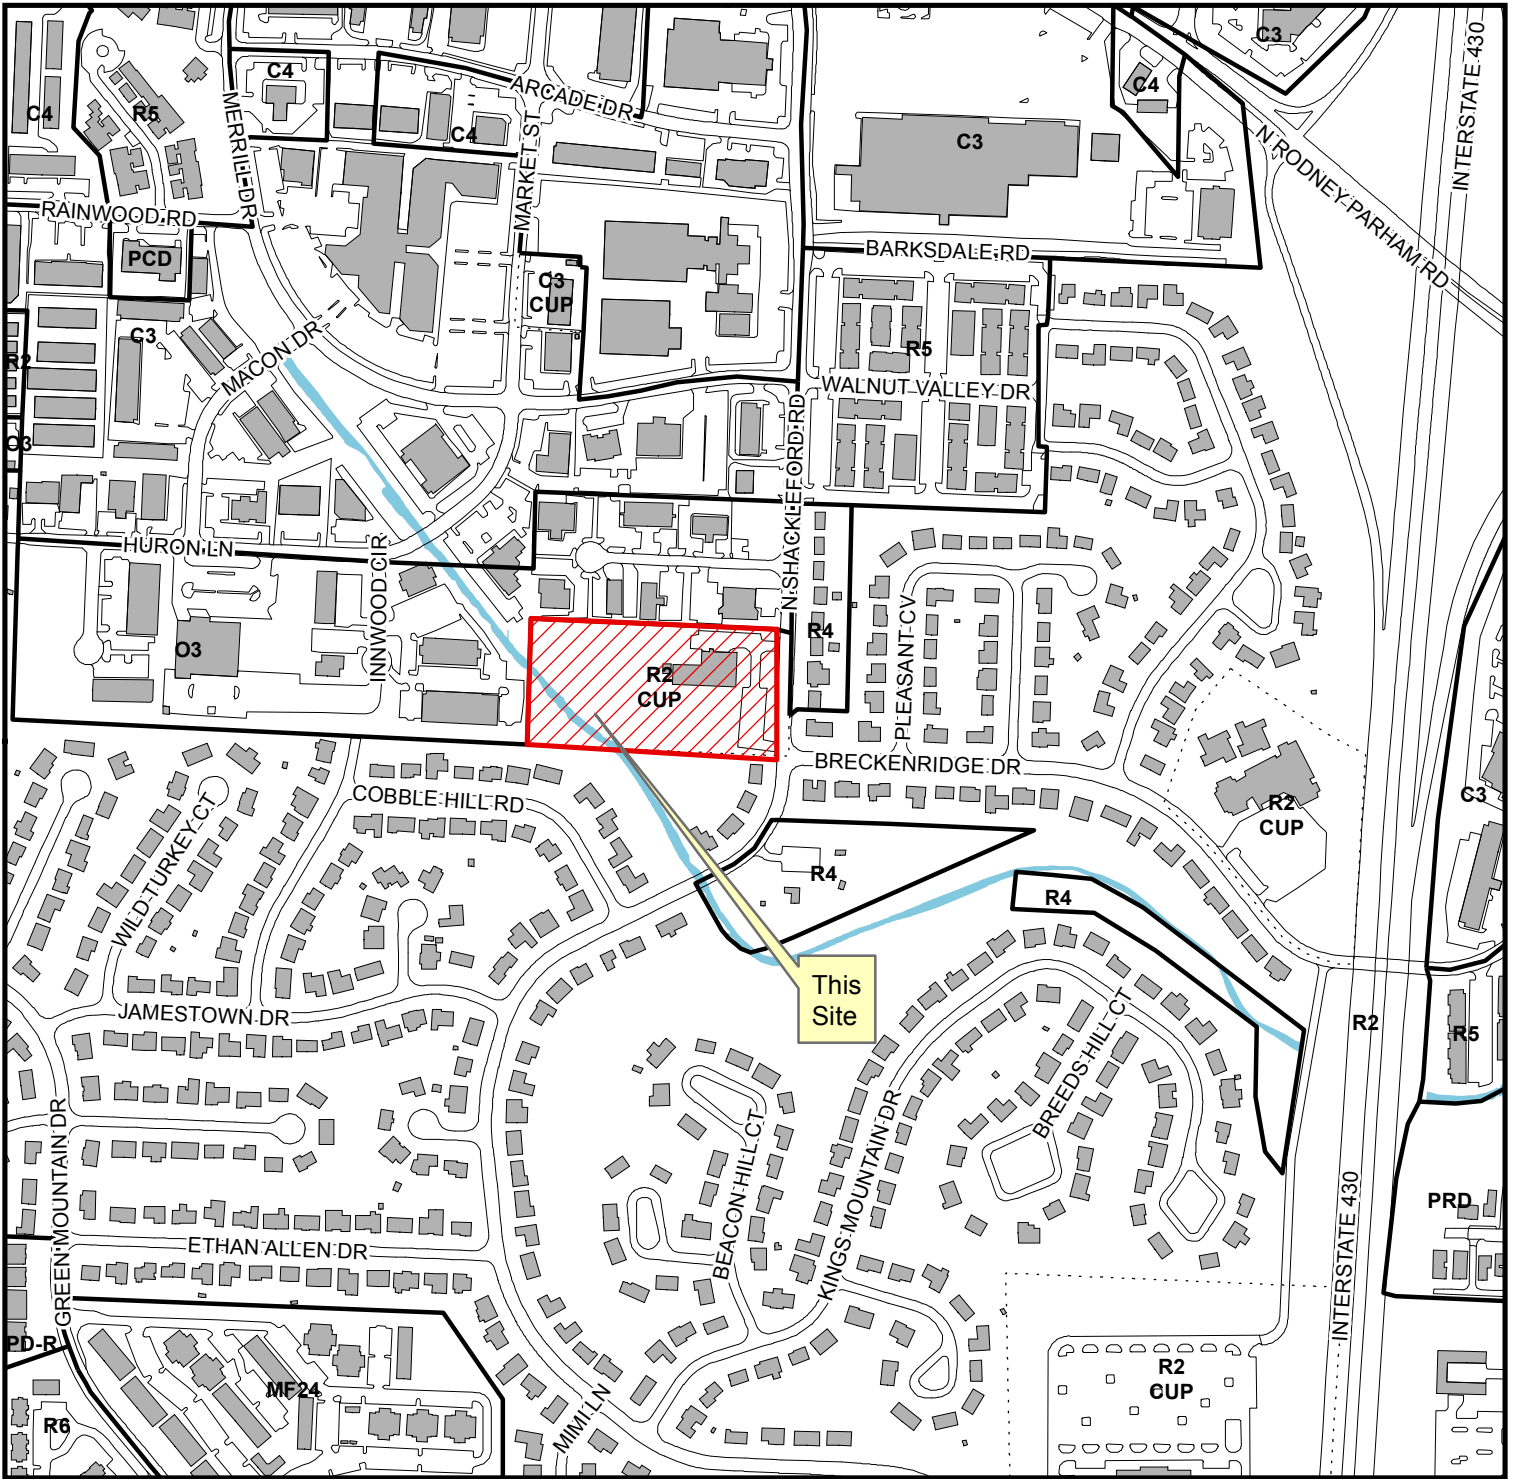 C3
INTERSTATE 430
C4
C4
ARCADE DR
C4
C4
R5
MERRILL DR
C4
MARKET ST
C3
N RODNEY PARHAM RD
INTERSTATE 430
RAINWOOD RD
PCD
BARKSDALE RD
C3
CUP
C3
MACON DR
R2
R5
WALNUT VALLEY DR
O3
N SHACKLEFORD RD
HURON LN
INNWOOD CIR
O3
R2
CUP
R4
PLEASANT CV
BRECKENRIDGE DR
COBBLE HILL RD
WILD TURKEY CT
R2
CUP
C3
R4
R4
This
Site
JAMESTOWN DR
R2
R5
BREEDS HILL CT
GREEN MOUNTAIN DR
BEACON HILL CT
KINGS MOUNTAIN DR
PRD
ETHAN ALLEN DR
INTERSTATE 430
PD-R
MF24
R2
CUP
R6
MIMI LN